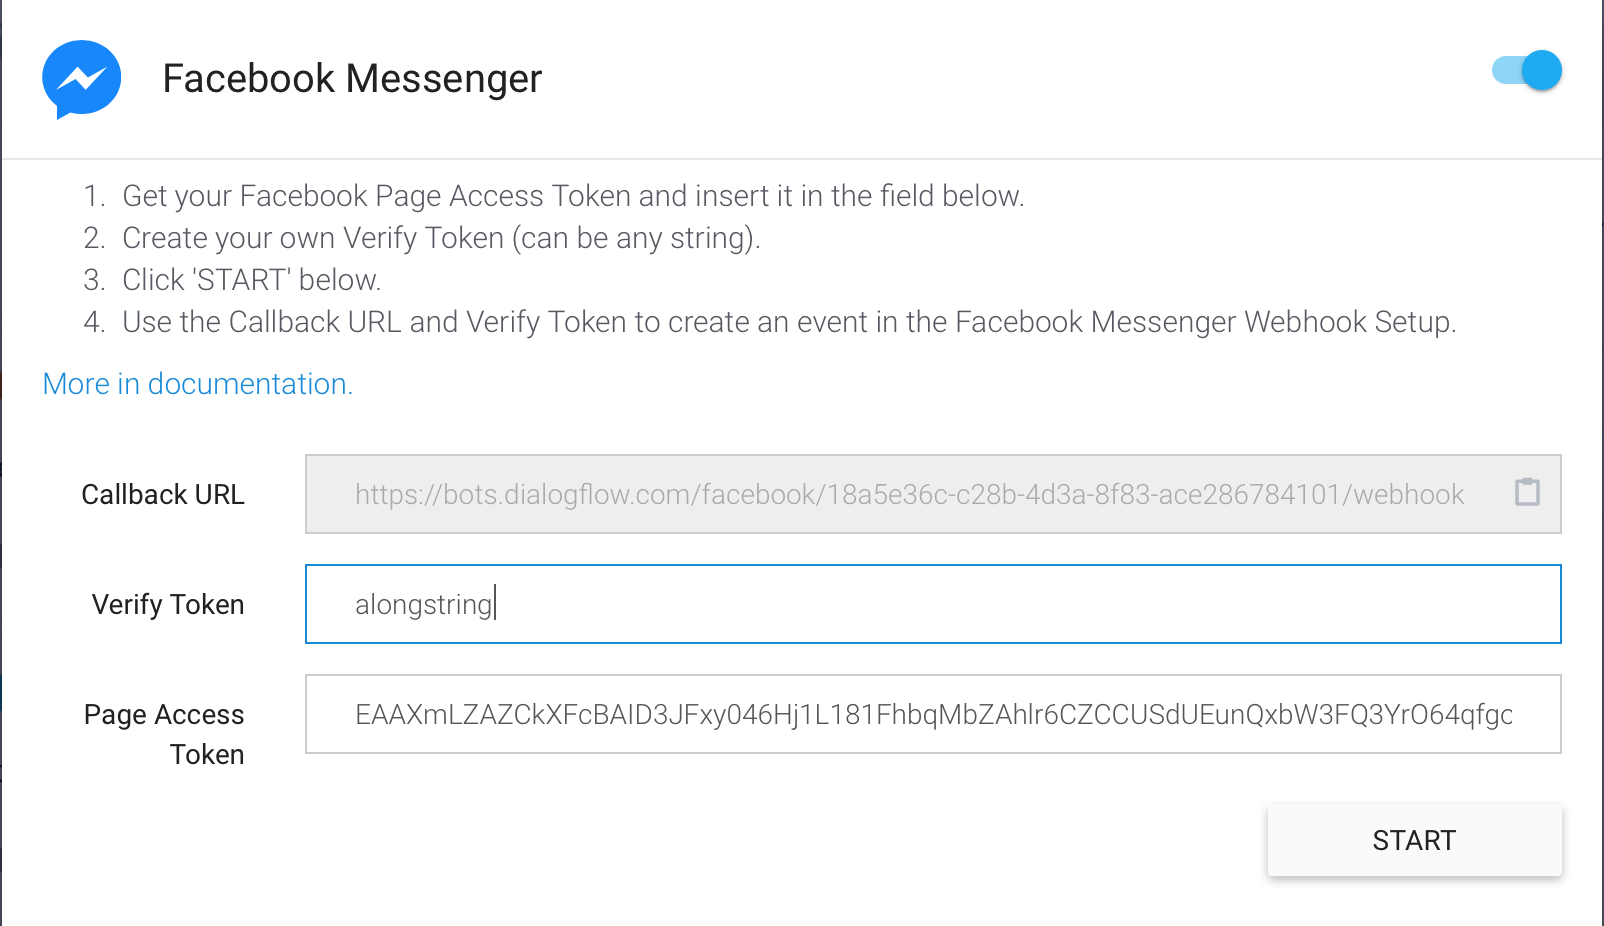 Facebook Messenger
1. Get your Facebook Page Access Token and insert it in the field below.
2. Create your own Verify Token (can be any string).
3. Click 'START' below.
4. Use the Callback URL and Verify Token to create an event in the Facebook Messenger Webhook Setup.
More in documentation.
Callback URL
https://bots.dialogflow.com/facebook/18a5e36c-c28b-4d3a-8f83-ace286784101/webhook
Verify Token
alongstring
Page Access
Token
EAAXmLZAZCkXFcBAID3JFxy046Hj1L181FhbqMbZAhlr6CZCCUSdUEunQxbW3FQ3YrO64qfgc
START